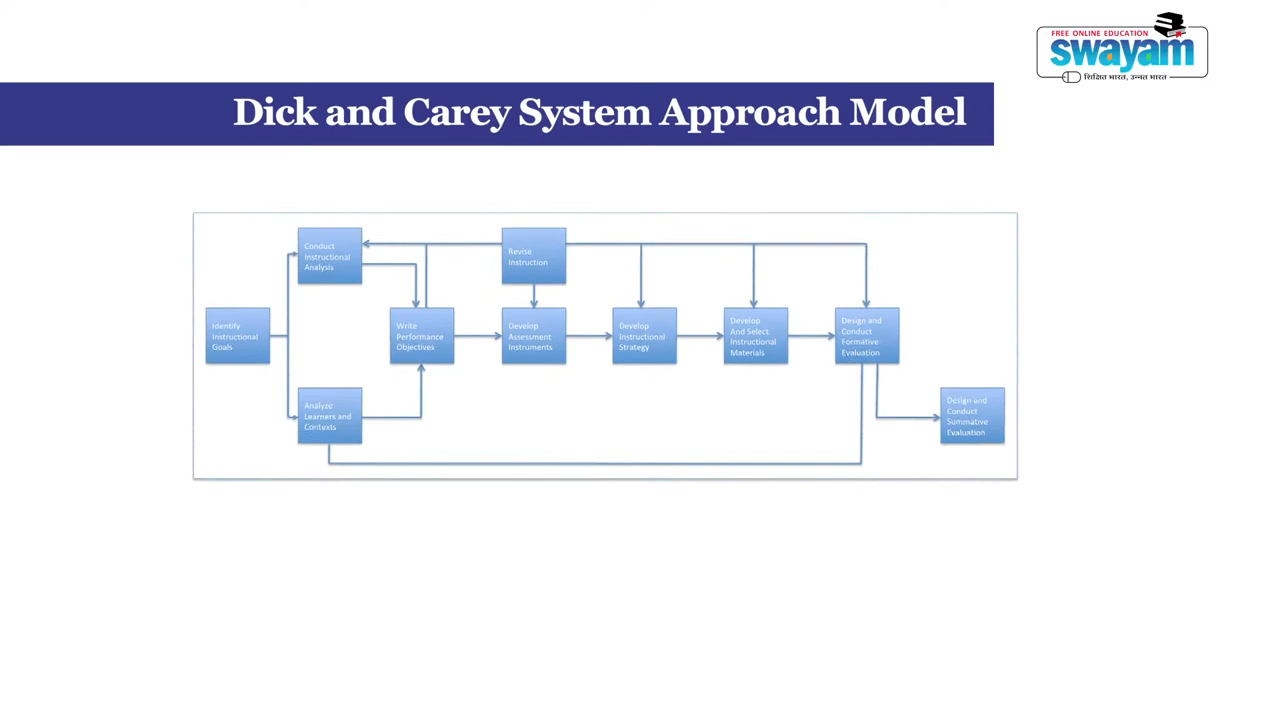 FREE ONLINE EDUCATION
swayam
शिक्षित भारत, उन्नत भारत
Dick and Carey System Approach Model
Conduct
Instructional
Analysis
Revise
Instruction
Identify
Instructional
Goals
Write
Performance
Objectives
Develop
Assessment
Instruments
Develop
Instructional
Strategy
Develop
And Select
Instructional
Materials
Design and
Conduct
Formative
Evaluation
Analyze
Learners and
Contexts
Design and
Conduct
Summative
Evaluation